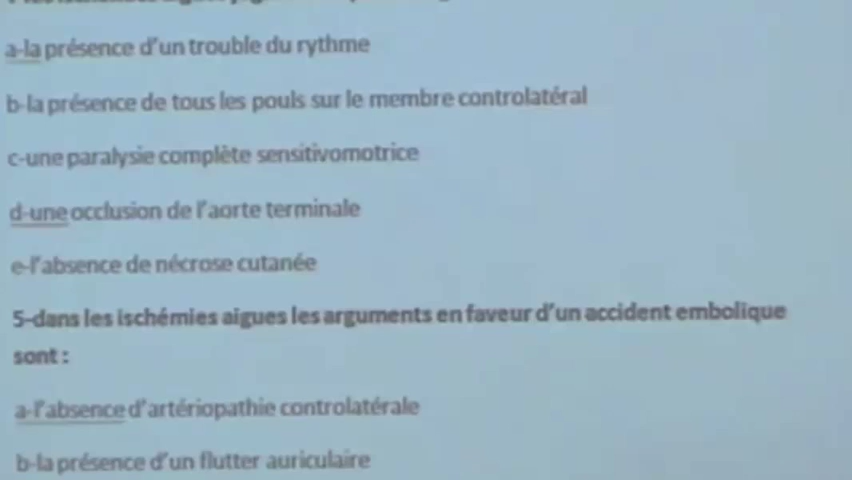 a-la présence d'un trouble du rythme
b-la présence de tous les pouls sur le membre controlatéral
c-une paralysie complète sensitivomotrice
d-une occlusion de l'aorte terminale
e-l'absence de nécrose cutanée
5-dans les ischémies aigues les arguments en faveur d'un accident embolique
sont :
a-l'absence d'artériopathie controlatérale
b-la présence d'un flutter auriculaire